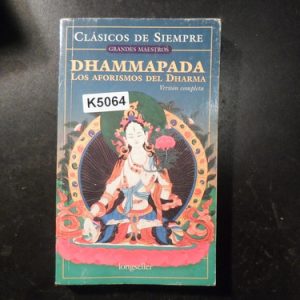 CLÁSICOS DE SIEMPRE
GRANDES MAESTROS
DHAMMAPADA
LOS AFORISMOS DEL DHARMA
Versión completa
K5064
longseller